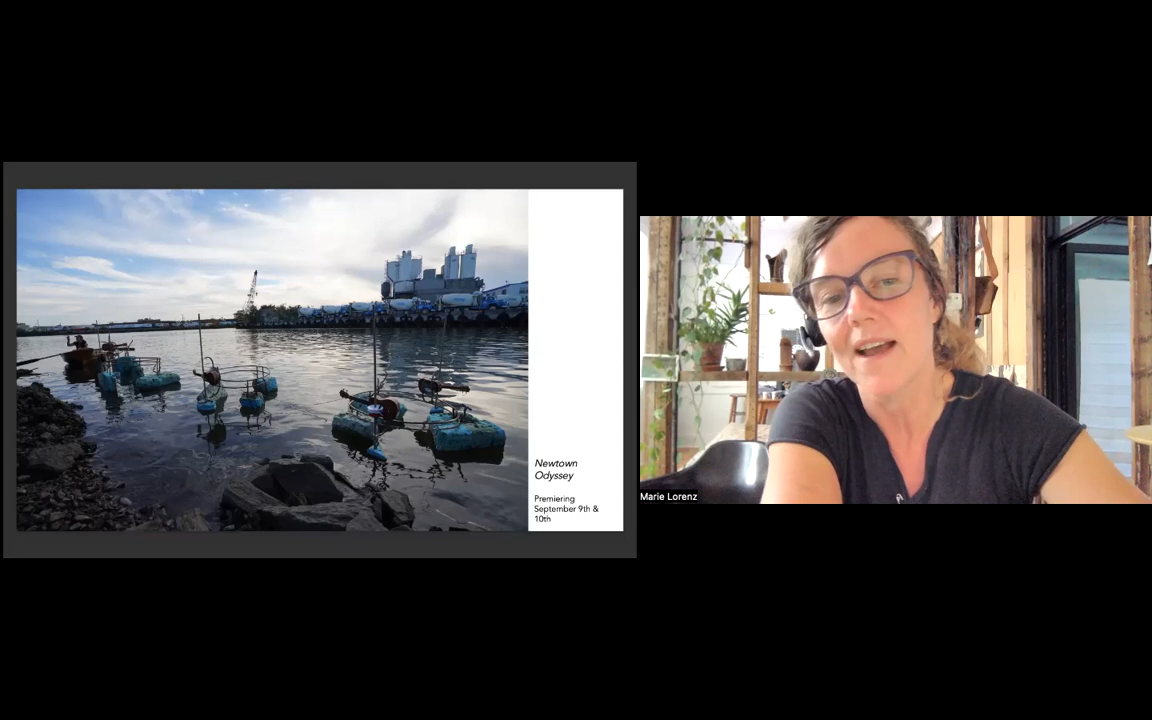 Newtown
Odyssey
Premiering
September 9th &
10th
Marie Lorenz